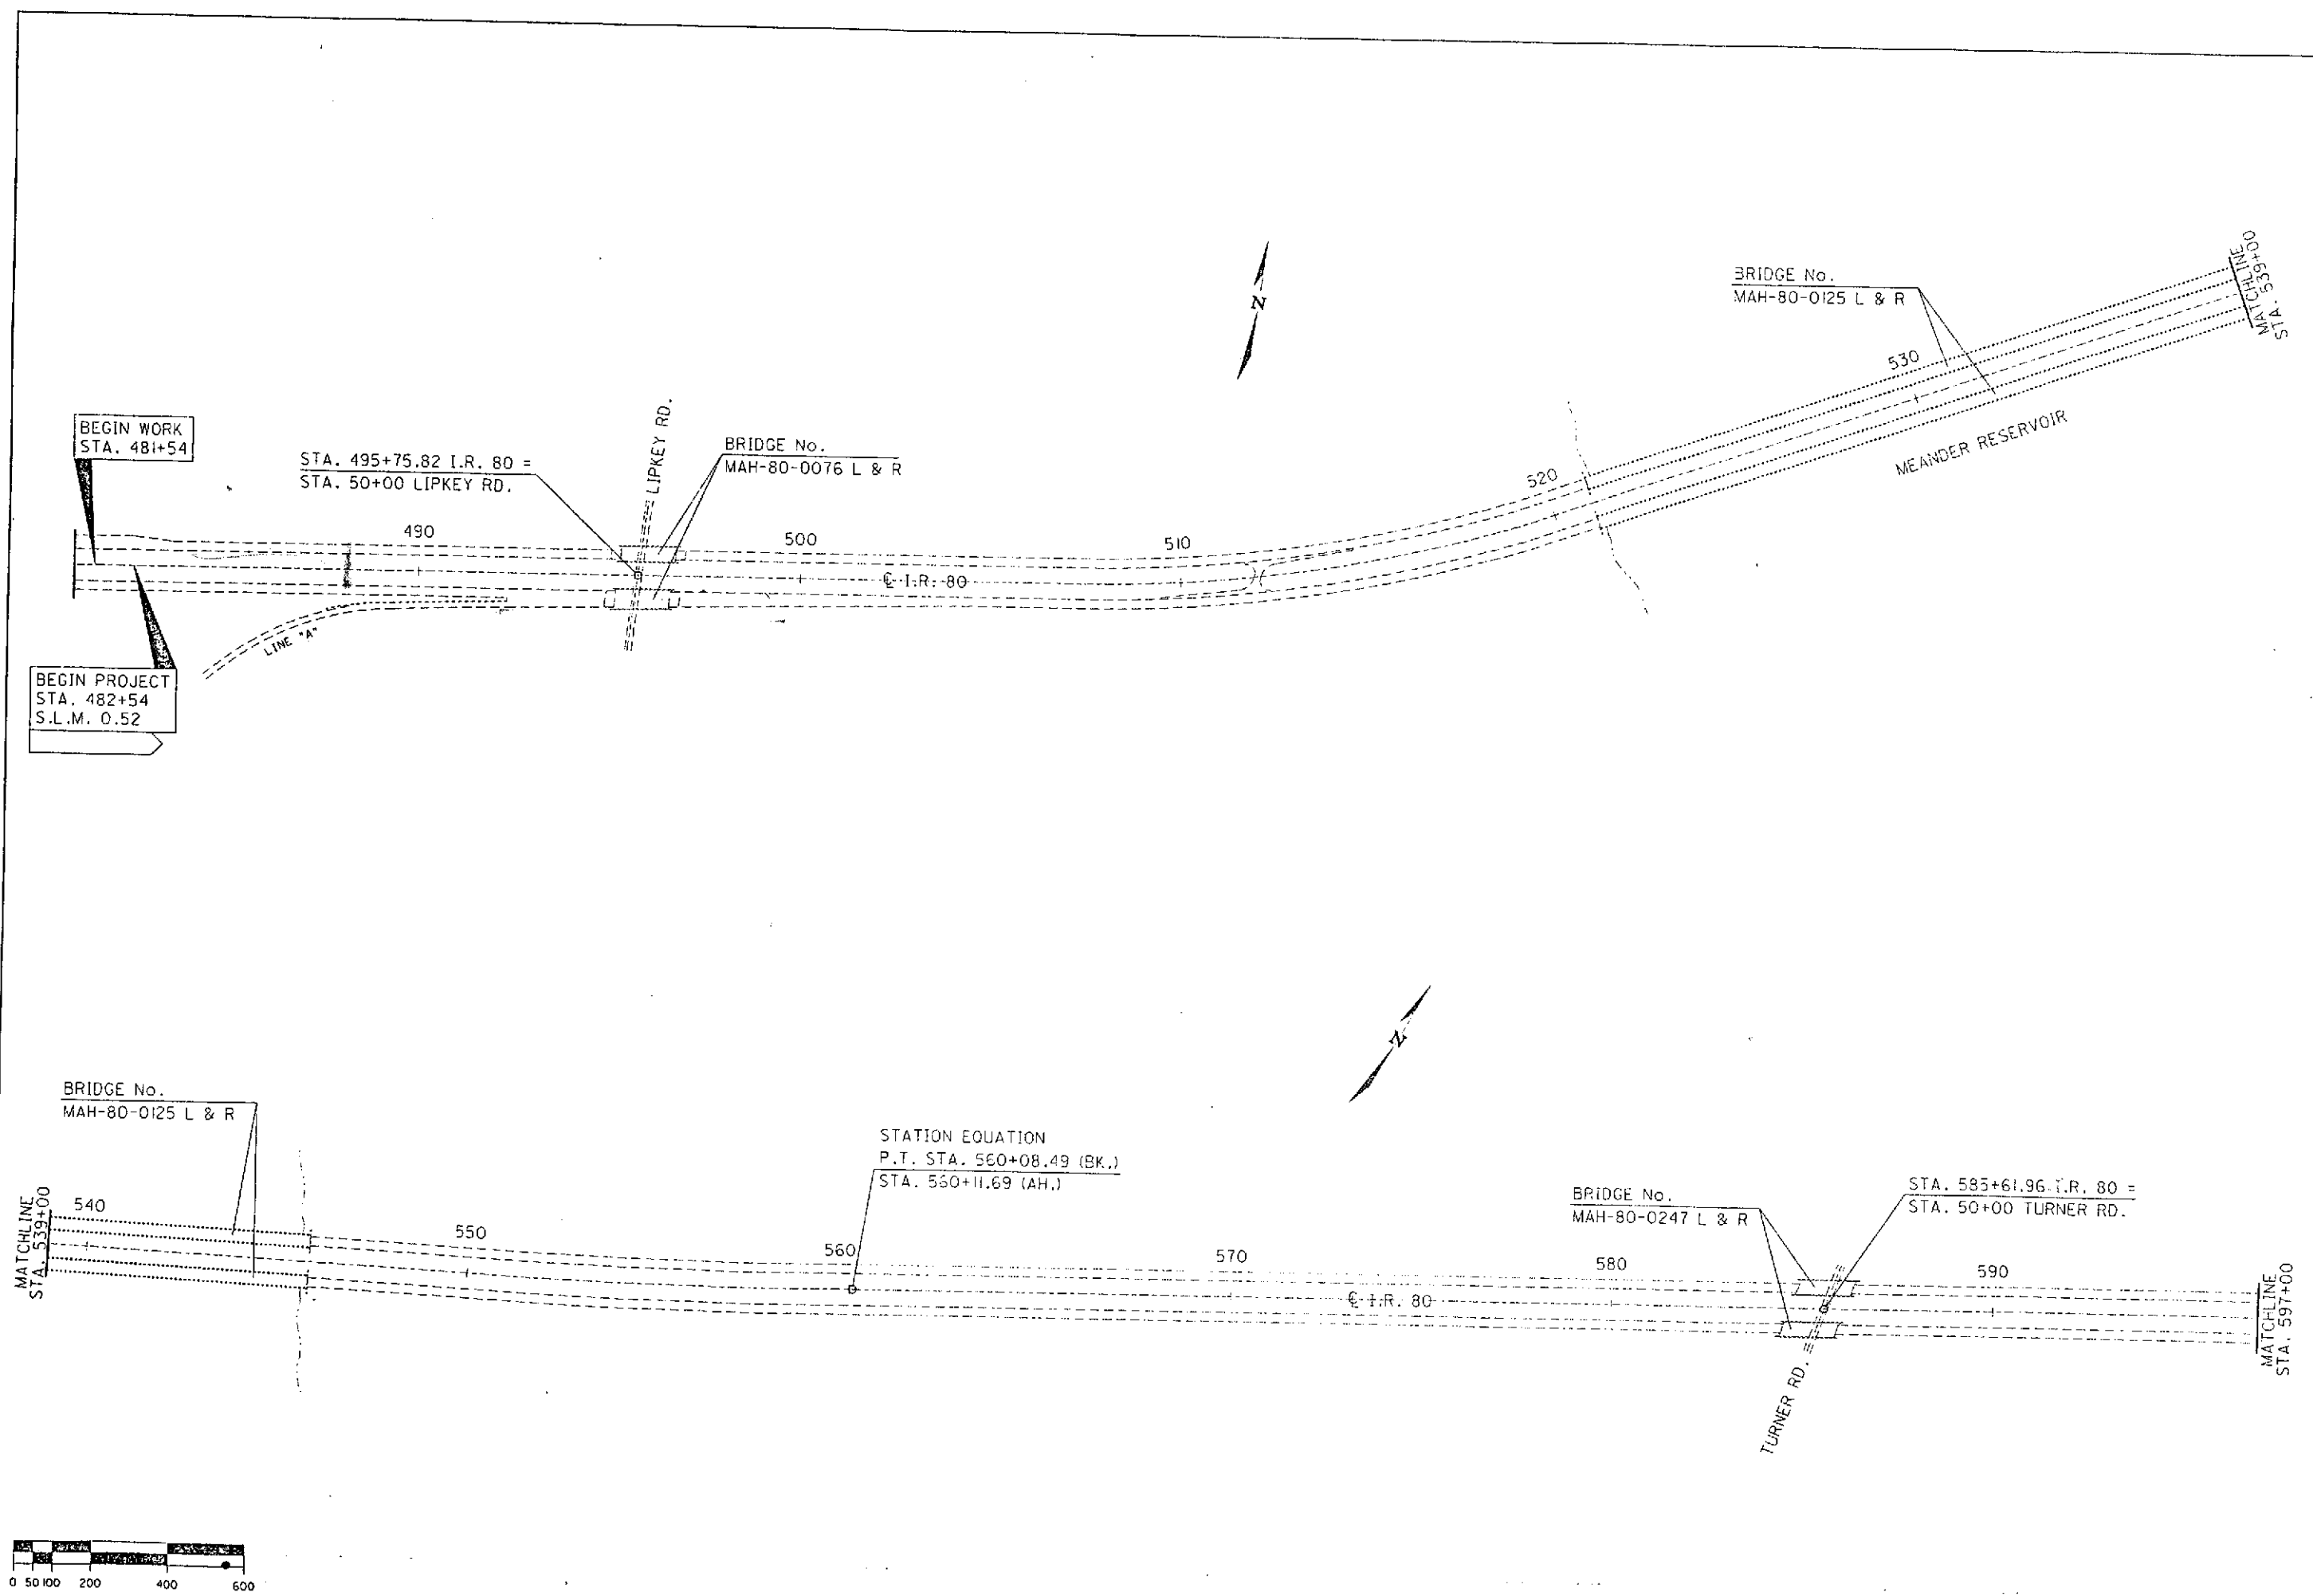 BRIDGE No.
MAH-80-0125 L & R
MATCHLINE
STA. 539+00
N
530
MEANDER RESERVOIR
BEGIN WORK
STA. 481+54
STA. 495+75.82 I.R. 80 =
STA. 50+00 LIPKEY RD.
LIPKEY RD.
BRIDGE No.
MAH-80-0076 L & R
490
500
510
520
℄ I.R. 80
LINE "A"
BEGIN PROJECT
STA. 482+54
S.L.M. 0.52
N
BRIDGE No.
MAH-80-0125 L & R
STATION EQUATION
P.T. STA. 560+08.49 (BK.)
STA. 560+11.69 (AH.)
BRIDGE No.
MAH-80-0247 L & R
STA. 585+61.96 I.R. 80 =
STA. 50+00 TURNER RD.
MATCHLINE
STA. 539+00
540
550
560
570
580
590
℄ I.R. 80
TURNER RD.
MATCHLINE
STA. 597+00
0 50 100 200 400 600